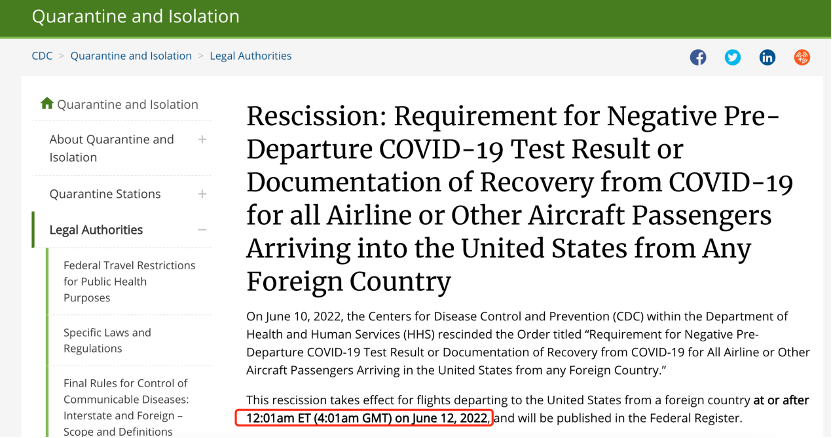 Quarantine and Isolation
CDC > Quarantine and Isolation > Legal Authorities
Quarantine and Isolation
About Quarantine and
Isolation
Quarantine Stations
Legal Authorities
Federal Travel Restrictions
for Public Health
Purposes
Specific Laws and
Regulations
Final Rules for Control of
Communicable Diseases:
Interstate and Foreign –
Scope and Definitions
Rescission: Requirement for Negative Pre-
Departure COVID-19 Test Result or
Documentation of Recovery from COVID-19
for all Airline or Other Aircraft Passengers
Arriving into the United States from Any
Foreign Country
On June 10, 2022, the Centers for Disease Control and Prevention (CDC) within the Department of
Health and Human Services (HHS) rescinded the Order titled “Requirement for Negative Pre-
Departure COVID-19 Test Result or Documentation of Recovery from COVID-19 for All Airline or Other
Aircraft Passengers Arriving in the United States from any Foreign Country.”
This rescission takes effect for flights departing to the United States from a foreign country at or after
12:01am ET (4:01am GMT) on June 12, 2022, and will be published in the Federal Register.